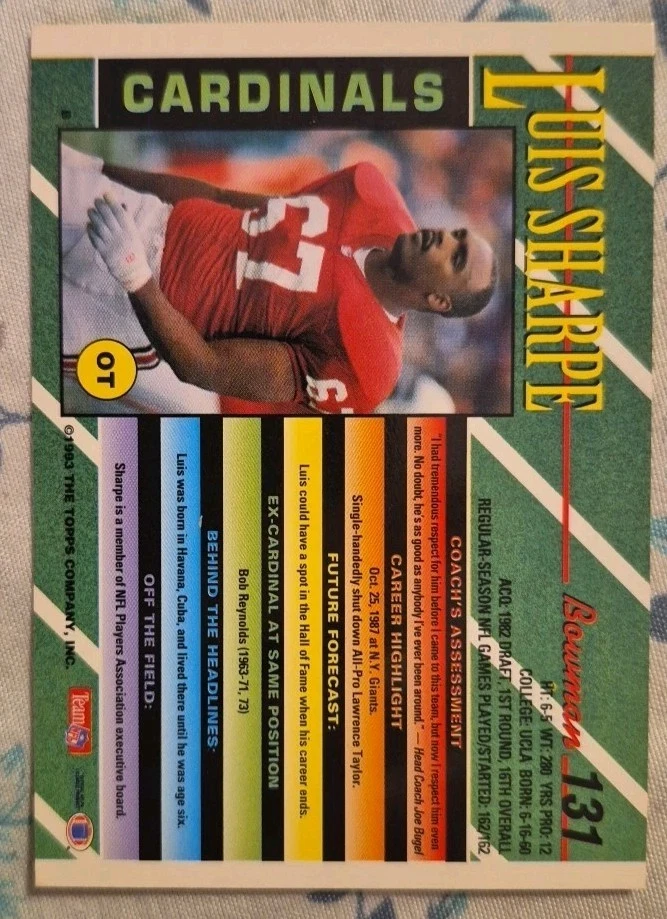 LUIS SHARPE
Bowman 131
HT: 6-5 WT: 280 YRS PRO: 12
COLLEGE: UCLA BORN: 6-16-60
ACQ: 1982 DRAFT, 1ST ROUND, 16TH OVERALL
REGULAR-SEASON NFL GAMES PLAYED/STARTED: 162/162
CARDINALS
67
67
OT
COACH'S ASSESSMENT
"I had tremendous respect for him before I came to this team, but now I respect him even
more. No doubt, he's as good as anybody I've ever been around." — Head Coach Joe Bugel
CAREER HIGHLIGHT
Oct. 25, 1987 at N.Y. Giants.
Single-handedly shut down All-Pro Lawrence Taylor.
FUTURE FORECAST:
Luis could have a spot in the Hall of Fame when his career ends.
EX-CARDINAL AT SAME POSITION
Bob Reynolds (1963-71, 73)
BEHIND THE HEADLINES:
Luis was born in Havana, Cuba, and lived there until he was age six.
OFF THE FIELD:
Sharpe is a member of NFL Players Association executive board.
B
©1993 THE TOPPS COMPANY, INC.
Team NFL